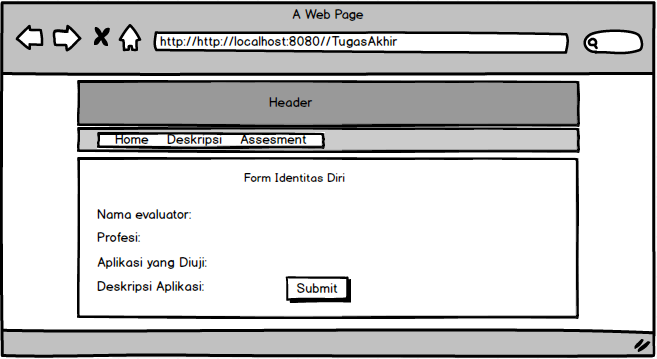 A Web Page
http://http://localhost:8080//TugasAkhir
Header
Home Deskripsi Assesment
Form Identitas Diri
Nama evaluator:
Profesi:
Aplikasi yang Diuji:
Deskripsi Aplikasi:
Submit